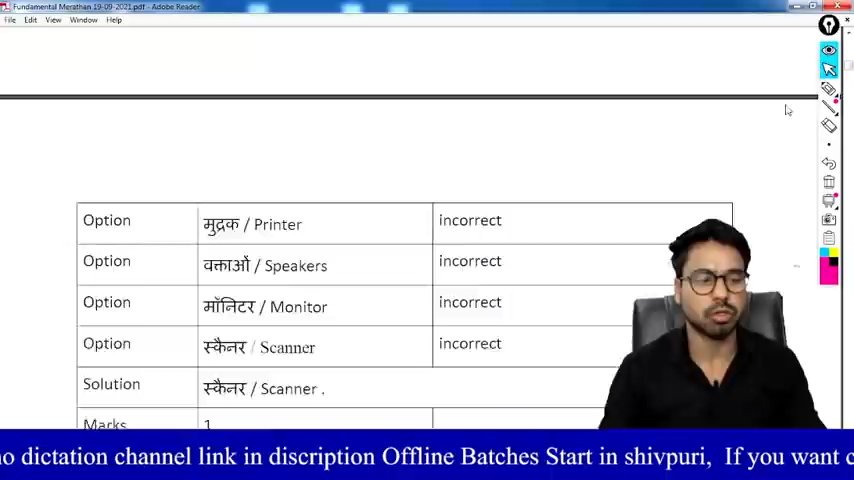 Fundamental Merathan 19-09-2021.pdf - Adobe Reader
File Edit View Window Help
Option मुद्रक / Printer incorrect
Option वक्ताओं / Speakers incorrect
Option मॉनिटर / Monitor incorrect
Option स्कैनर / Scanner incorrect
Solution स्कैनर / Scanner .
Marks 1
no dictation channel link in discription Offline Batches Start in shivpuri, If you want c